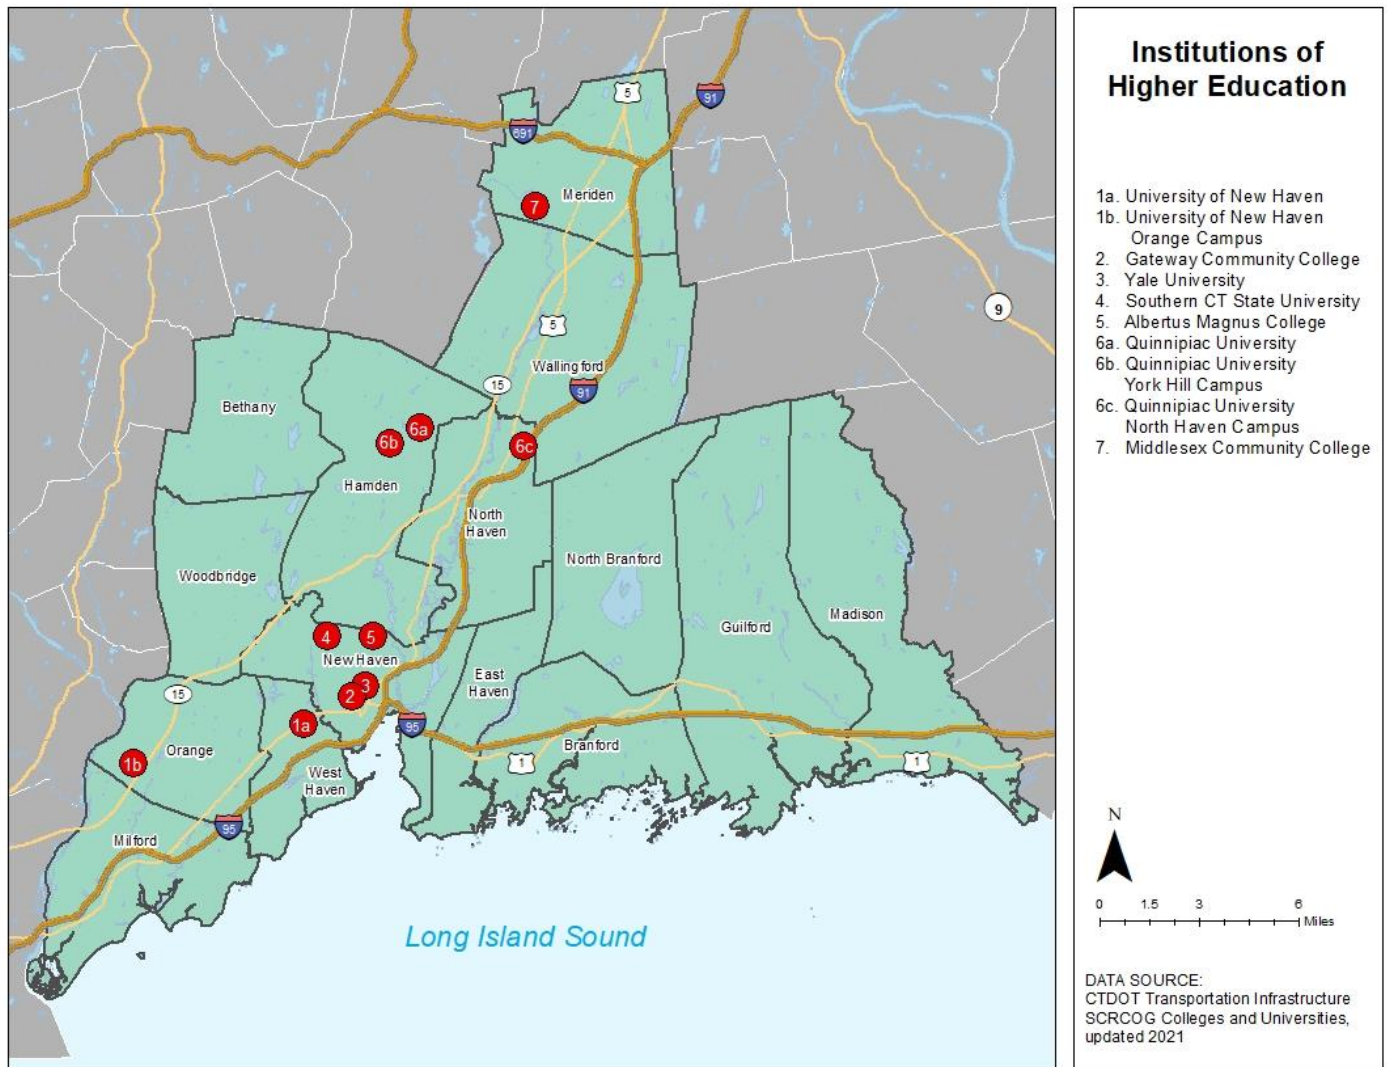 Institutions of
Higher Education
1a. University of New Haven
1b. University of New Haven
Orange Campus
2. Gateway Community College
3. Yale University
4. Southern CT State University
5. Albertus Magnus College
6a. Quinnipiac University
6b. Quinnipiac University
York Hill Campus
6c. Quinnipiac University
North Haven Campus
7. Middlesex Community College
N
0 1.5 3 6
Miles
DATA SOURCE:
CTDOT Transportation Infrastructure
SCRCOG Colleges and Universities,
updated 2021
5
91
691
Meriden
7
9
5
Wallingford
15
91
Bethany
6a
6b
6c
Hamden
North
Haven
North Branford
Woodbridge
Madison
Guilford
4
5
New Haven
East
Haven
3
2
15
1a
95
Orange
Branford
1b
1
1
West
Haven
95
Milford
Long Island Sound